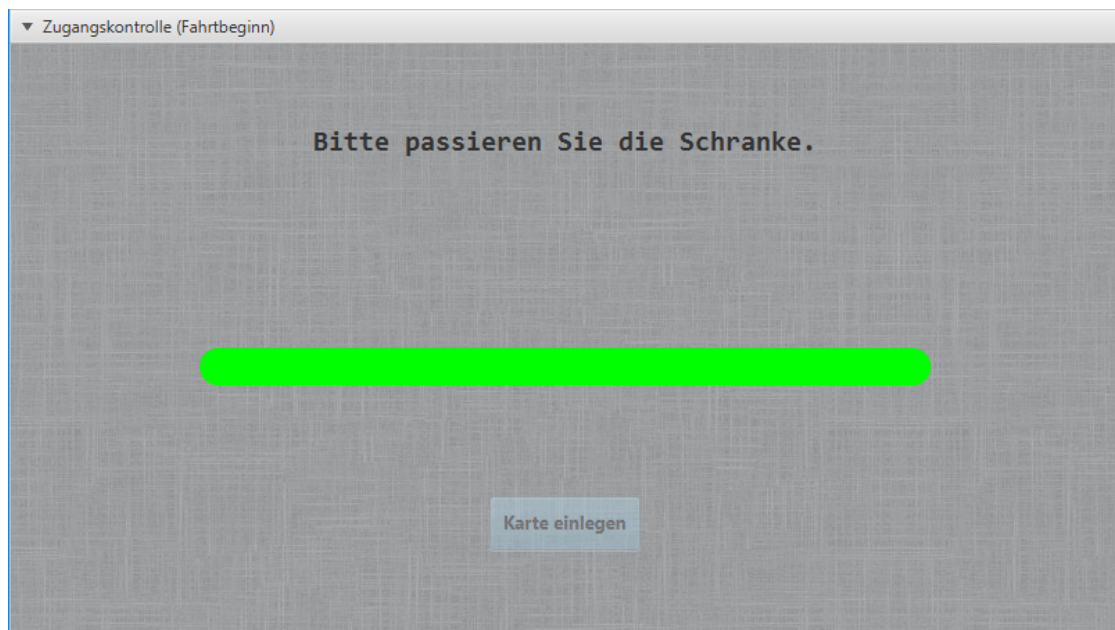 Zugangskontrolle (Fahrtbeginn)
Bitte passieren Sie die Schranke.
Karte einlegen